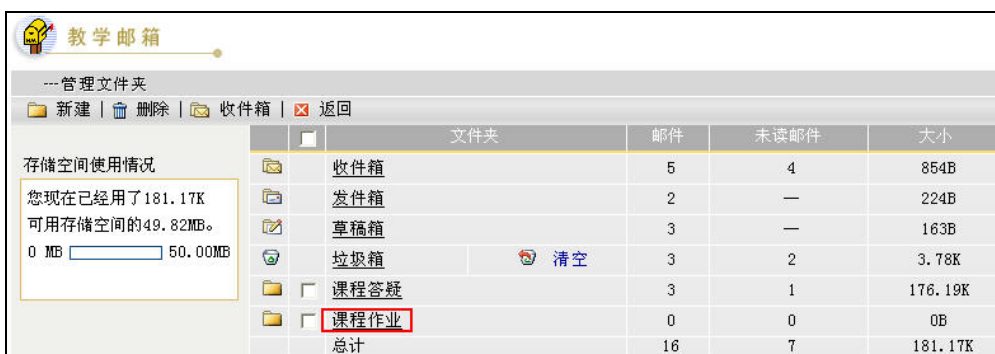 教学邮箱
---管理文件夹
新建 | 删除 | 收件箱 | 返回
文件夹 邮件 未读邮件 大小
存储空间使用情况
您现在已经用了181.17K
可用存储空间的49.82MB。
0 MB 50.00MB
收件箱 5 4 854B
发件箱 2 — 224B
草稿箱 3 — 163B
垃圾箱 清空 3 2 3.78K
课程答疑 3 1 176.19K
课程作业 0 0 0B
总计 16 7 181.17K